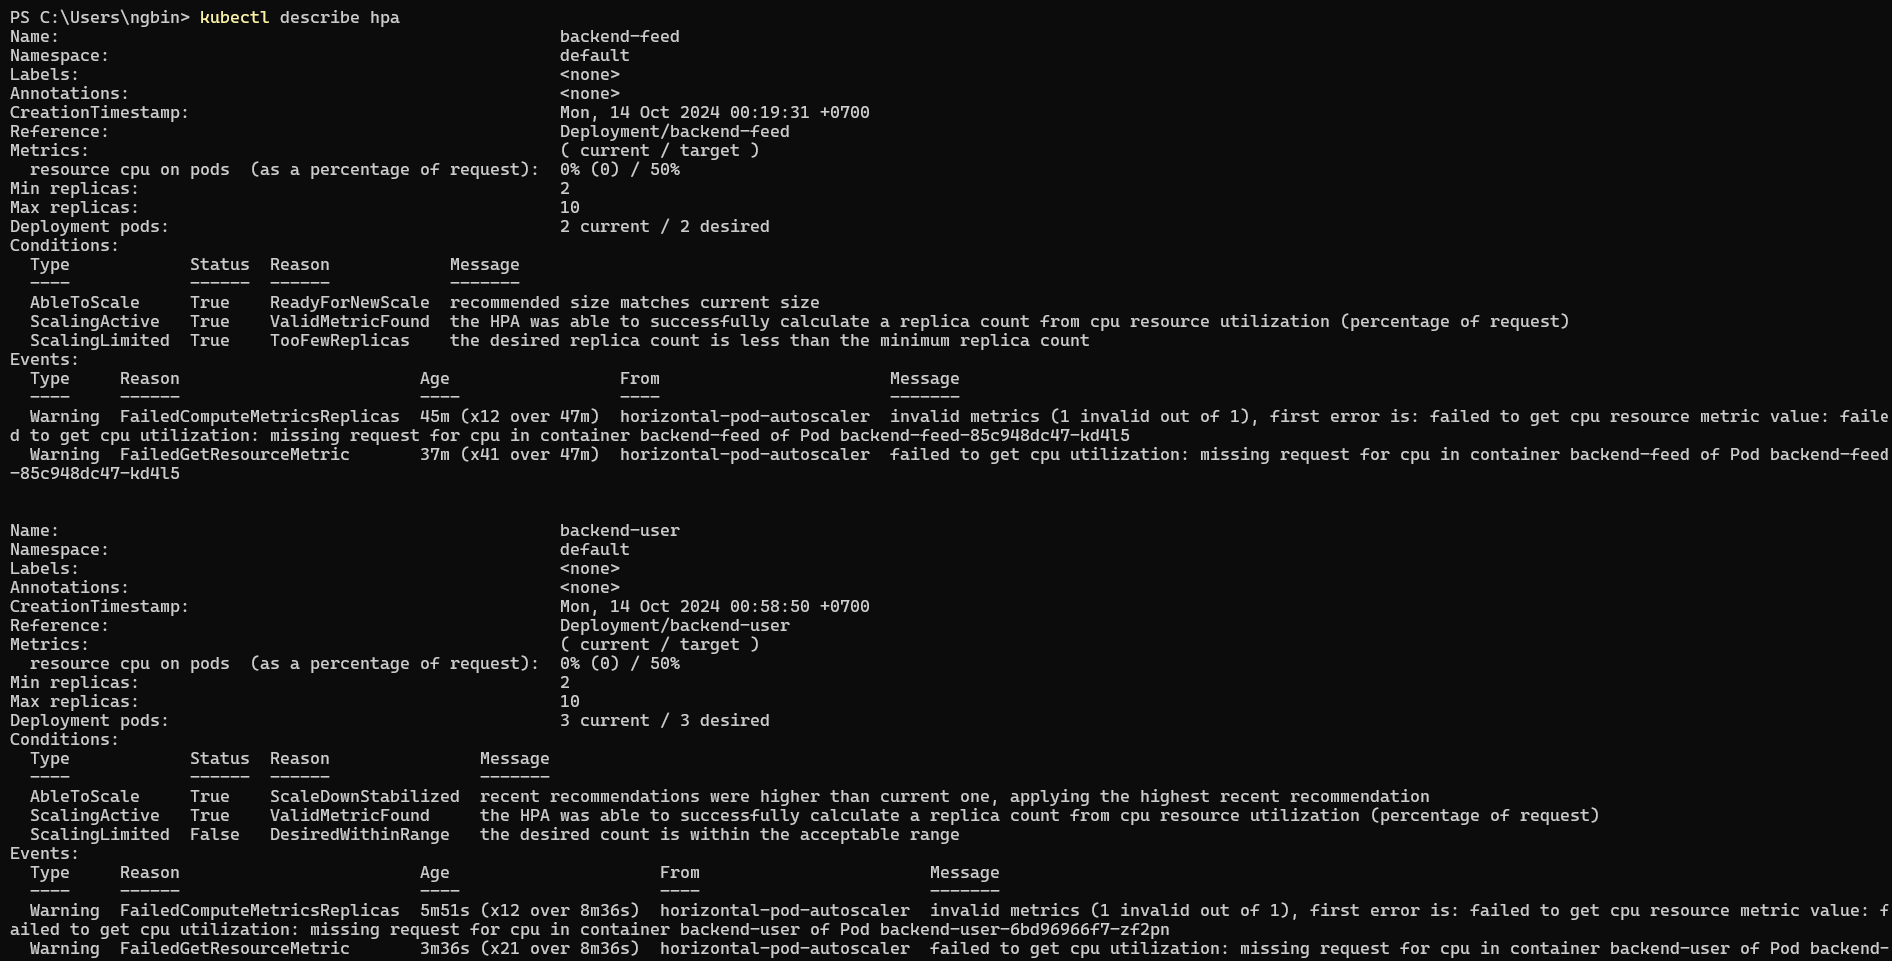 PS C:\Users\ngbin> kubectl describe hpa
Name:                                                  backend-feed
Namespace:                                             default
Labels:                                                <none>
Annotations:                                           <none>
CreationTimestamp:                                     Mon, 14 Oct 2024 00:19:31 +0700
Reference:                                             Deployment/backend-feed
Metrics:                                               ( current / target )
  resource cpu on pods  (as a percentage of request):  0% (0) / 50%
Min replicas:                                          2
Max replicas:                                          10
Deployment pods:                                       2 current / 2 desired
Conditions:
  Type            Status  Reason            Message
  ----            ------  ------            -------
  AbleToScale     True    ReadyForNewScale  recommended size matches current size
  ScalingActive   True    ValidMetricFound  the HPA was able to successfully calculate a replica count from cpu resource utilization (percentage of request)
  ScalingLimited  True    TooFewReplicas    the desired replica count is less than the minimum replica count
Events:
  Type     Reason                        Age                 From                       Message
  ----     ------                        ----                ----                       -------
  Warning  FailedComputeMetricsReplicas  45m (x12 over 47m)  horizontal-pod-autoscaler  invalid metrics (1 invalid out of 1), first error is: failed to get cpu resource metric value: faile
d to get cpu utilization: missing request for cpu in container backend-feed of Pod backend-feed-85c948dc47-kd4l5
  Warning  FailedGetResourceMetric       37m (x41 over 47m)  horizontal-pod-autoscaler  failed to get cpu utilization: missing request for cpu in container backend-feed of Pod backend-feed
-85c948dc47-kd4l5
Name:                                                  backend-user
Namespace:                                             default
Labels:                                                <none>
Annotations:                                           <none>
CreationTimestamp:                                     Mon, 14 Oct 2024 00:58:50 +0700
Reference:                                             Deployment/backend-user
Metrics:                                               ( current / target )
  resource cpu on pods  (as a percentage of request):  0% (0) / 50%
Min replicas:                                          2
Max replicas:                                          10
Deployment pods:                                       3 current / 3 desired
Conditions:
  Type            Status  Reason               Message
  ----            ------  ------               -------
  AbleToScale     True    ScaleDownStabilized  recent recommendations were higher than current one, applying the highest recent recommendation
  ScalingActive   True    ValidMetricFound     the HPA was able to successfully calculate a replica count from cpu resource utilization (percentage of request)
  ScalingLimited  False   DesiredWithinRange   the desired count is within the acceptable range
Events:
  Type     Reason                        Age                     From                       Message
  ----     ------                        ----                    ----                       -------
  Warning  FailedComputeMetricsReplicas  5m51s (x12 over 8m36s)  horizontal-pod-autoscaler  invalid metrics (1 invalid out of 1), first error is: failed to get cpu resource metric value: f
ailed to get cpu utilization: missing request for cpu in container backend-user of Pod backend-user-6bd96966f7-zf2pn
  Warning  FailedGetResourceMetric       3m36s (x21 over 8m36s)  horizontal-pod-autoscaler  failed to get cpu utilization: missing request for cpu in container backend-user of Pod backend-